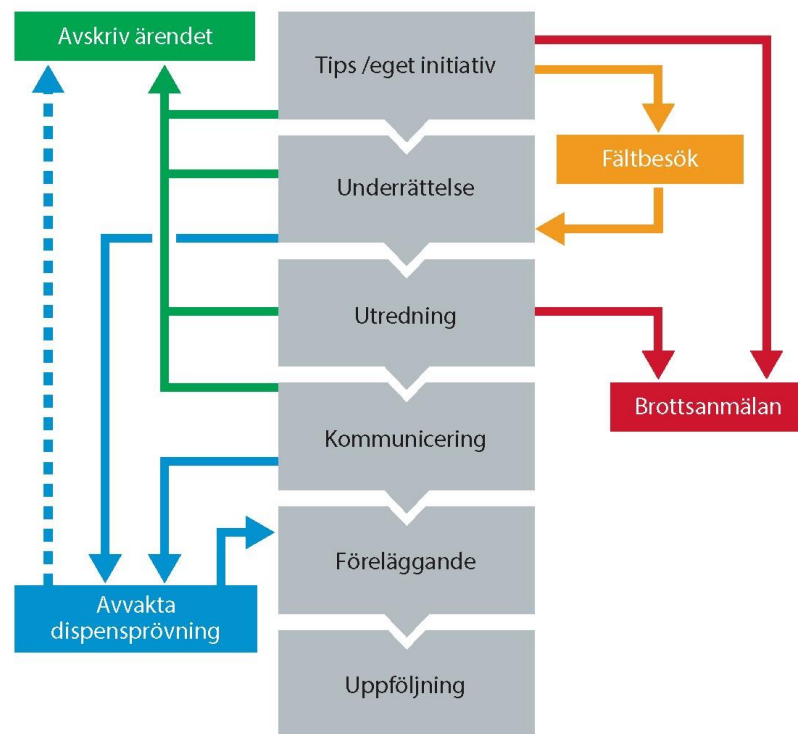 Avskriv ärendet
Tips /eget initiativ
Fältbesök
Underrättelse
Utredning
Brottsanmälan
Kommunicering
Föreläggande
Avvakta
dispensprövning
Uppföljning